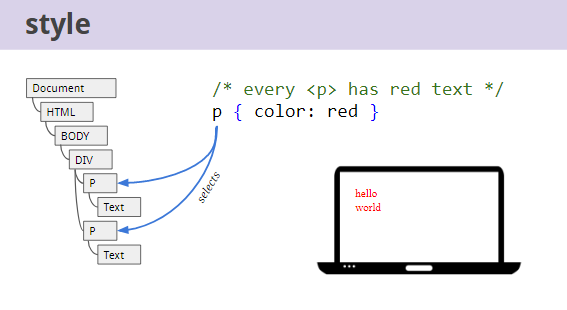 style
Document
HTML
BODY
DIV
P
Text
P
Text
/* every <p> has red text */
p { color: red }
selects
hello
world